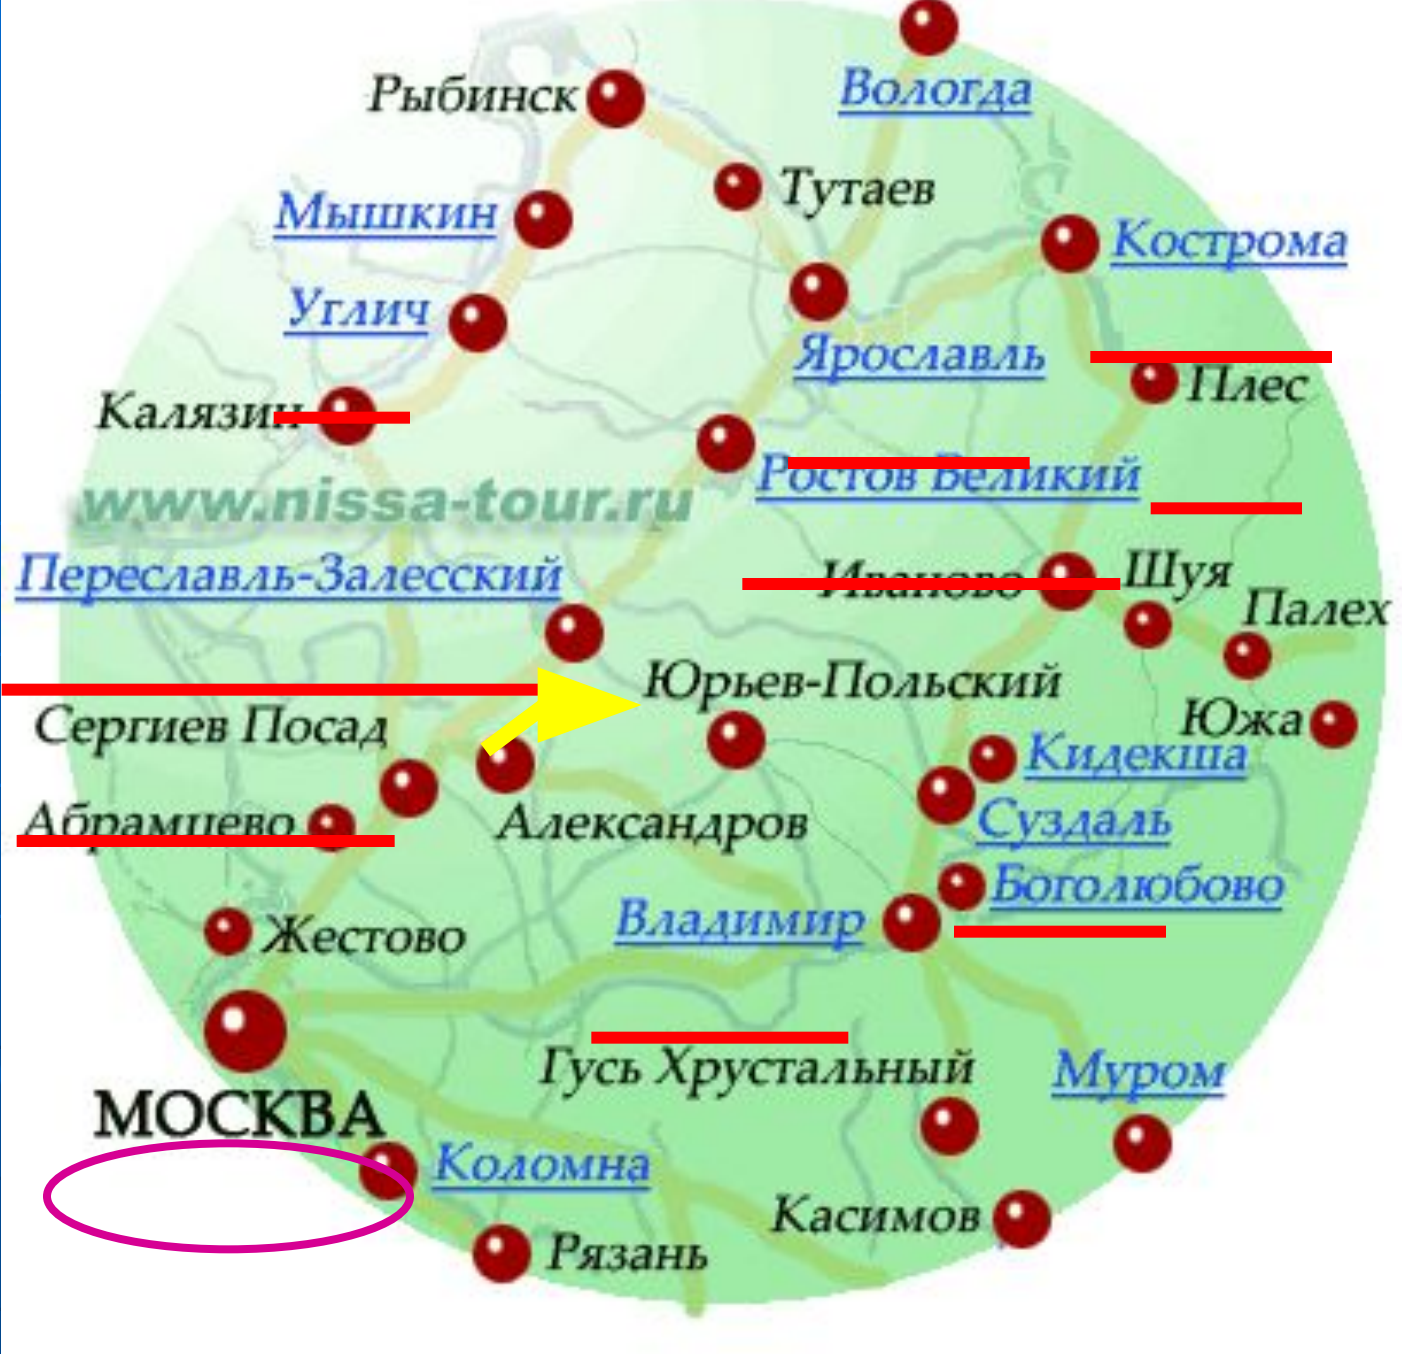 Вологда
Рыбинск
Тутаев
Мышкин
Кострома
Углич
Ярославль
Плес
Калязин
Ростов Великий
www.nissa-tour.ru
Переславль-Залесский
Иваново
Шуя
Палех
Юрьев-Польский
Сергиев Посад
Южа
Кидекша
Абрамцево
Александров
Суздаль
Боголюбово
Владимир
Жестово
Гусь Хрустальный
Муром
МОСКВА
Коломна
Касимов
Рязань